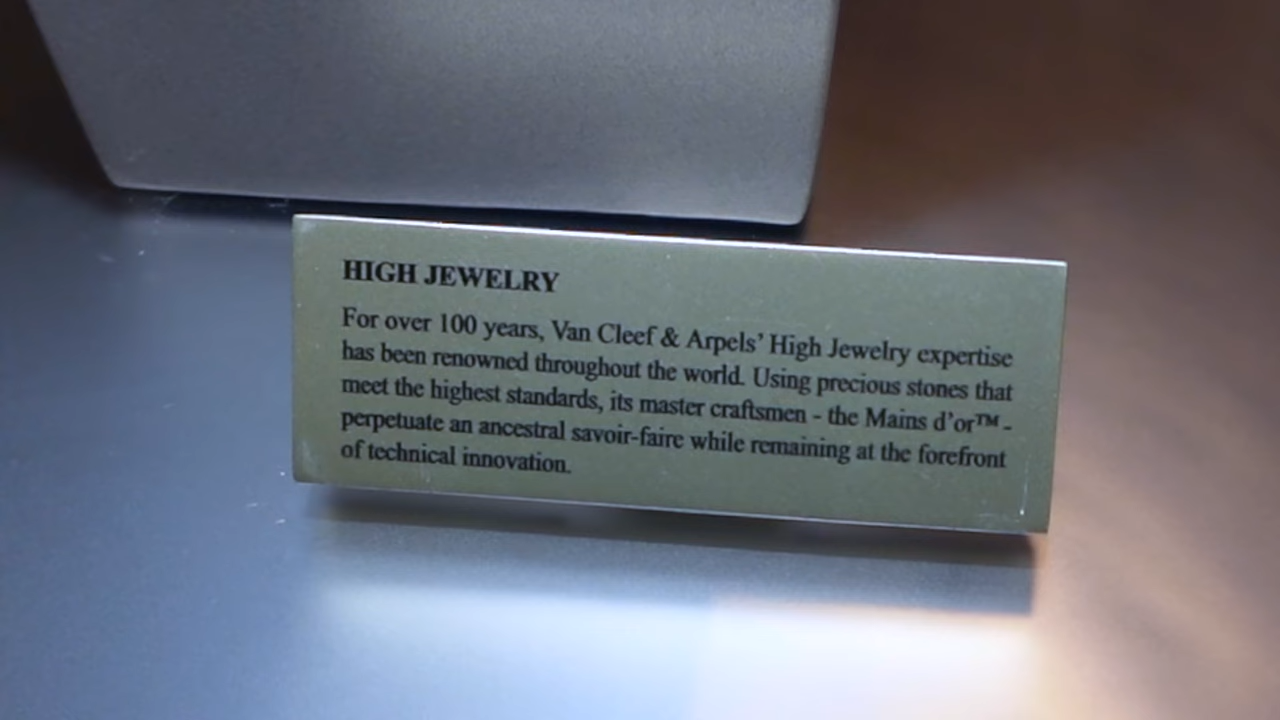 HIGH JEWELRY
For over 100 years, Van Cleef & Arpels’ High Jewelry expertise
has been renowned throughout the world. Using precious stones that
meet the highest standards, its master craftsmen - the Mains d’or™ -
perpetuate an ancestral savoir-faire while remaining at the forefront
of technical innovation.